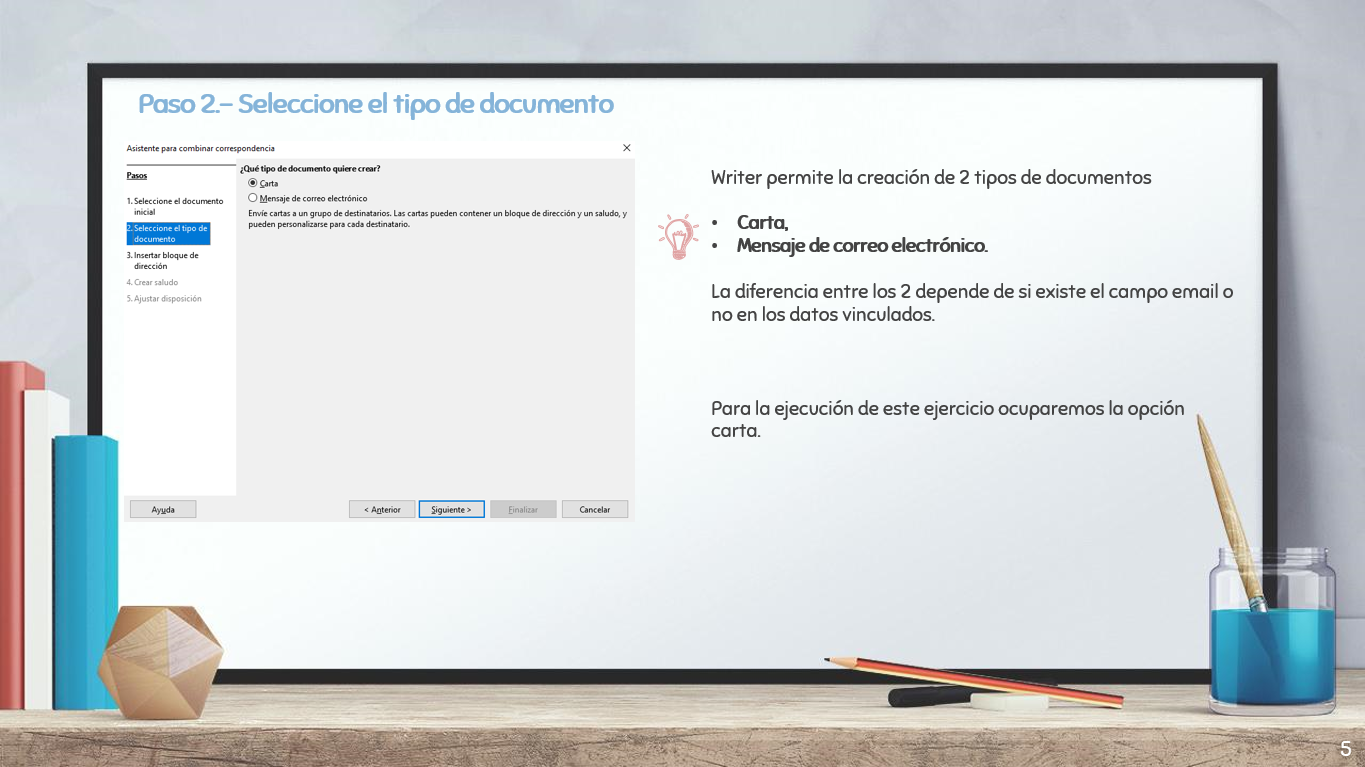 Paso 2.- Seleccione el tipo de documento
Asistente para combinar correspondencia
Pasos
1. Seleccione el documento
inicial
2. Seleccione el tipo de
documento
3. Insertar bloque de
dirección
4. Crear saludo
5. Ajustar disposición
¿Qué tipo de documento quiere crear?
Carta
Mensaje de correo electrónico
Envíe cartas a un grupo de destinatarios. Las cartas pueden contener un bloque de dirección y un saludo, y
pueden personalizarse para cada destinatario.
Ayuda
< Anterior
Siguiente >
Finalizar
Cancelar
Writer permite la creación de 2 tipos de documentos
• Carta,
• Mensaje de correo electrónico.
La diferencia entre los 2 depende de si existe el campo email o
no en los datos vinculados.
Para la ejecución de este ejercicio ocuparemos la opción
carta.
5